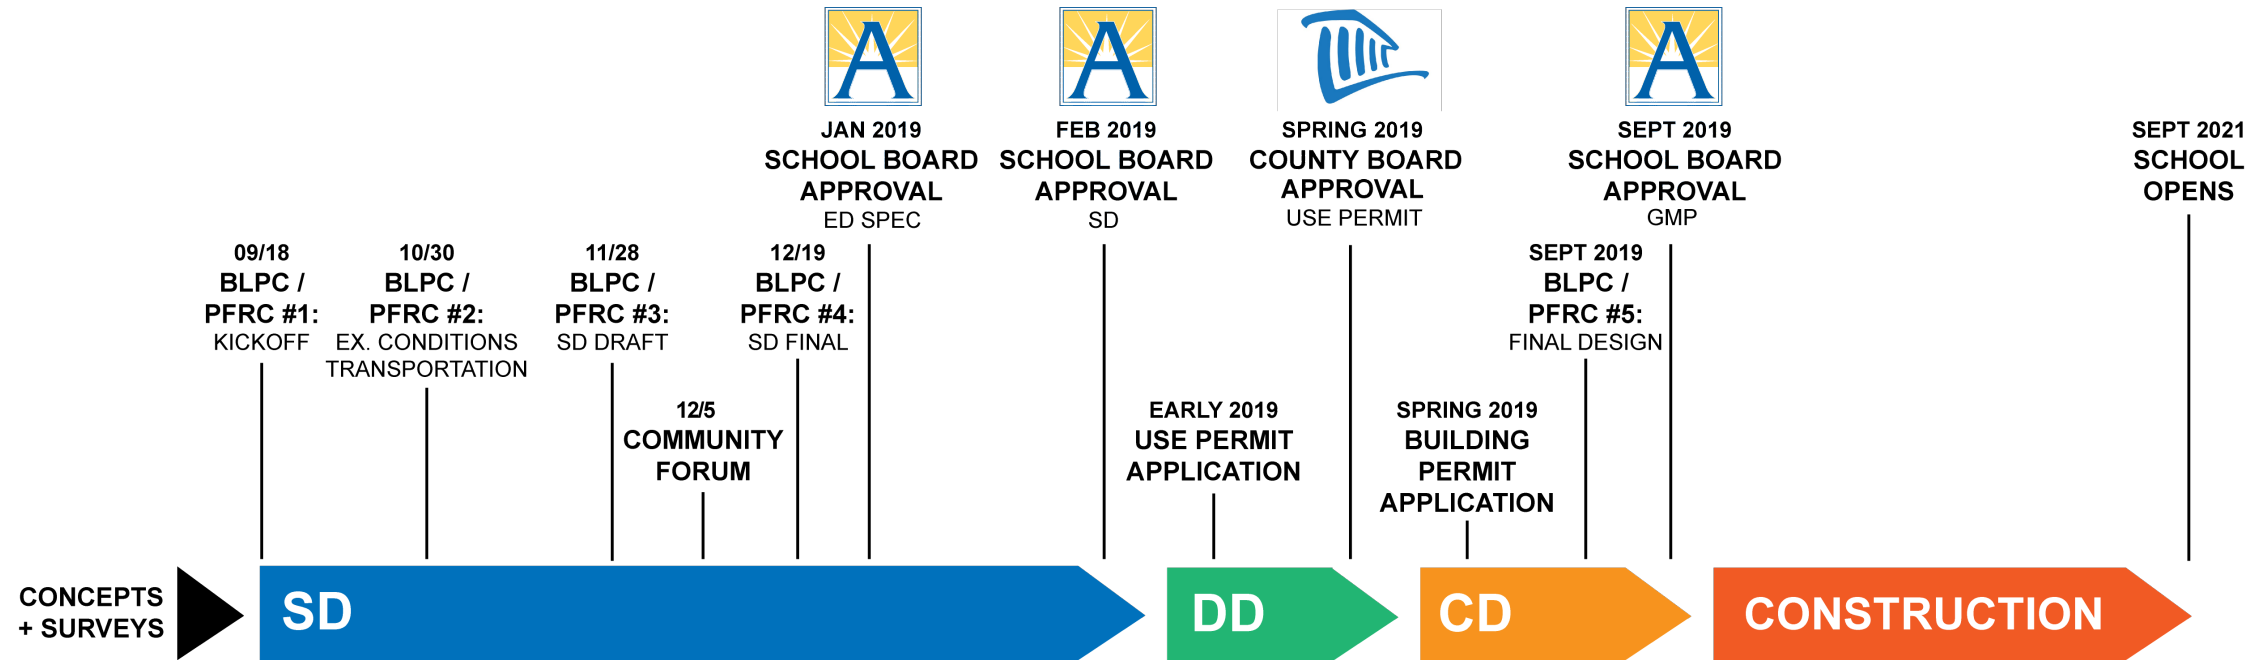 JAN 2019
SCHOOL BOARD
APPROVAL
ED SPEC
FEB 2019
SCHOOL BOARD
APPROVAL
SD
SPRING 2019
COUNTY BOARD
APPROVAL
USE PERMIT
SEPT 2019
SCHOOL BOARD
APPROVAL
GMP
SEPT 2021
SCHOOL
OPENS
09/18
BLPC /
PFRC #1:
KICKOFF
10/30
BLPC /
PFRC #2:
EX. CONDITIONS
TRANSPORTATION
11/28
BLPC /
PFRC #3:
SD DRAFT
12/19
BLPC /
PFRC #4:
SD FINAL
SEPT 2019
BLPC /
PFRC #5:
FINAL DESIGN
12/5
COMMUNITY
FORUM
EARLY 2019
USE PERMIT
APPLICATION
SPRING 2019
BUILDING
PERMIT
APPLICATION
CONCEPTS
+ SURVEYS
SD
DD
CD
CONSTRUCTION
A
A
A